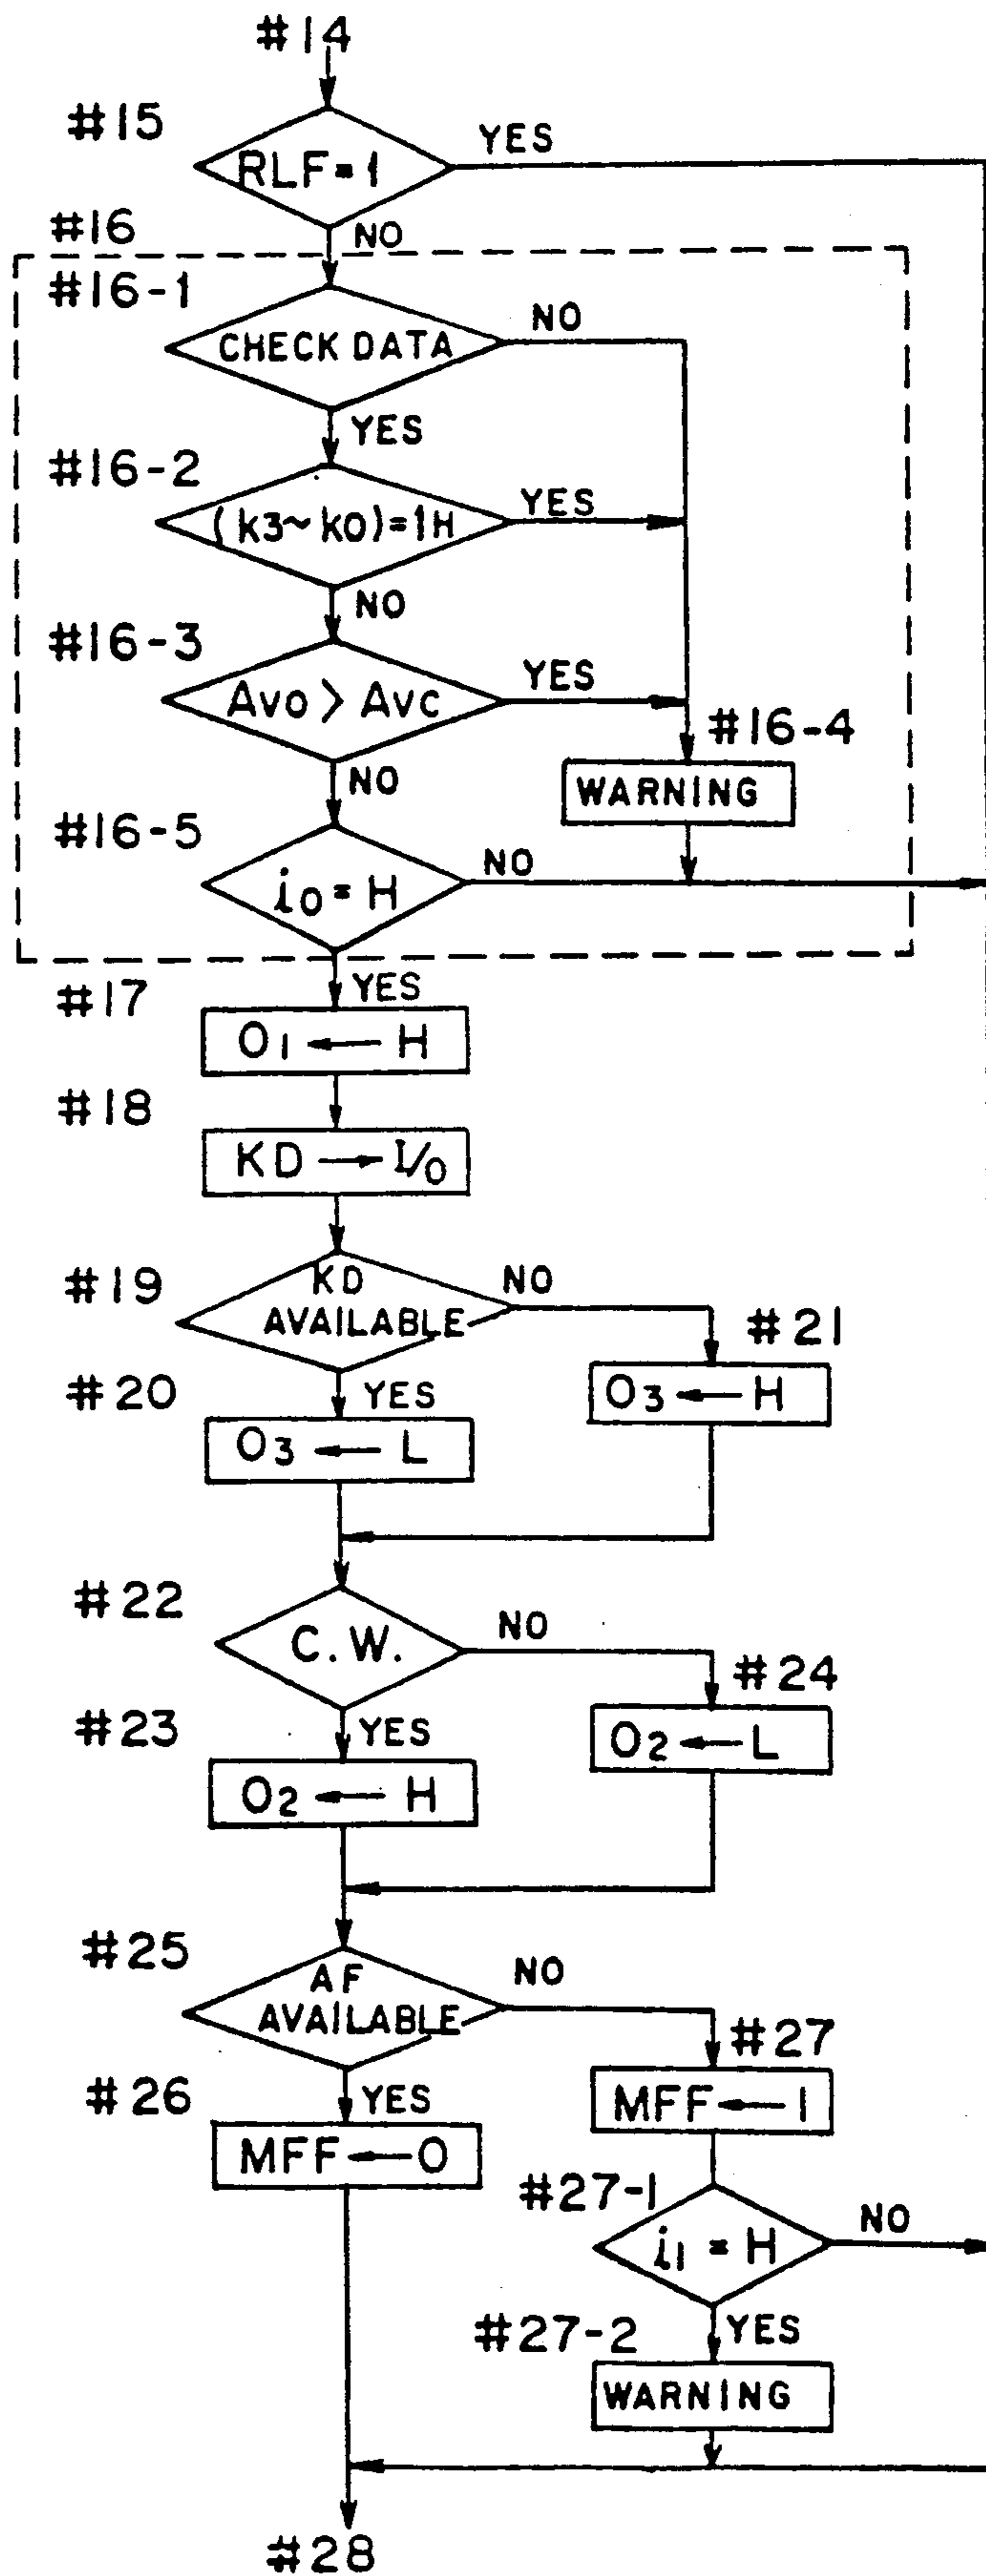 #14
#15
RLF=1
YES
#16
NO
#16-1
CHECK DATA
NO
YES
#16-2
(k3~k0)=1H
YES
NO
#16-3
Avo > Avc
YES
#16-4
WARNING
NO
#16-5
i0=H
NO
YES
#17
O1 ← H
#18
KD → I/O
#19
KD
AVAILABLE
NO
#21
O3 ← H
#20
YES
O3 ← L
#22
C.W.
NO
#24
O2 ← L
#23
YES
O2 ← H
#25
AF
AVAILABLE
NO
#27
MFF ← 1
#26
YES
MFF ← 0
#27-1
i1 = H
NO
#27-2
YES
WARNING
#28